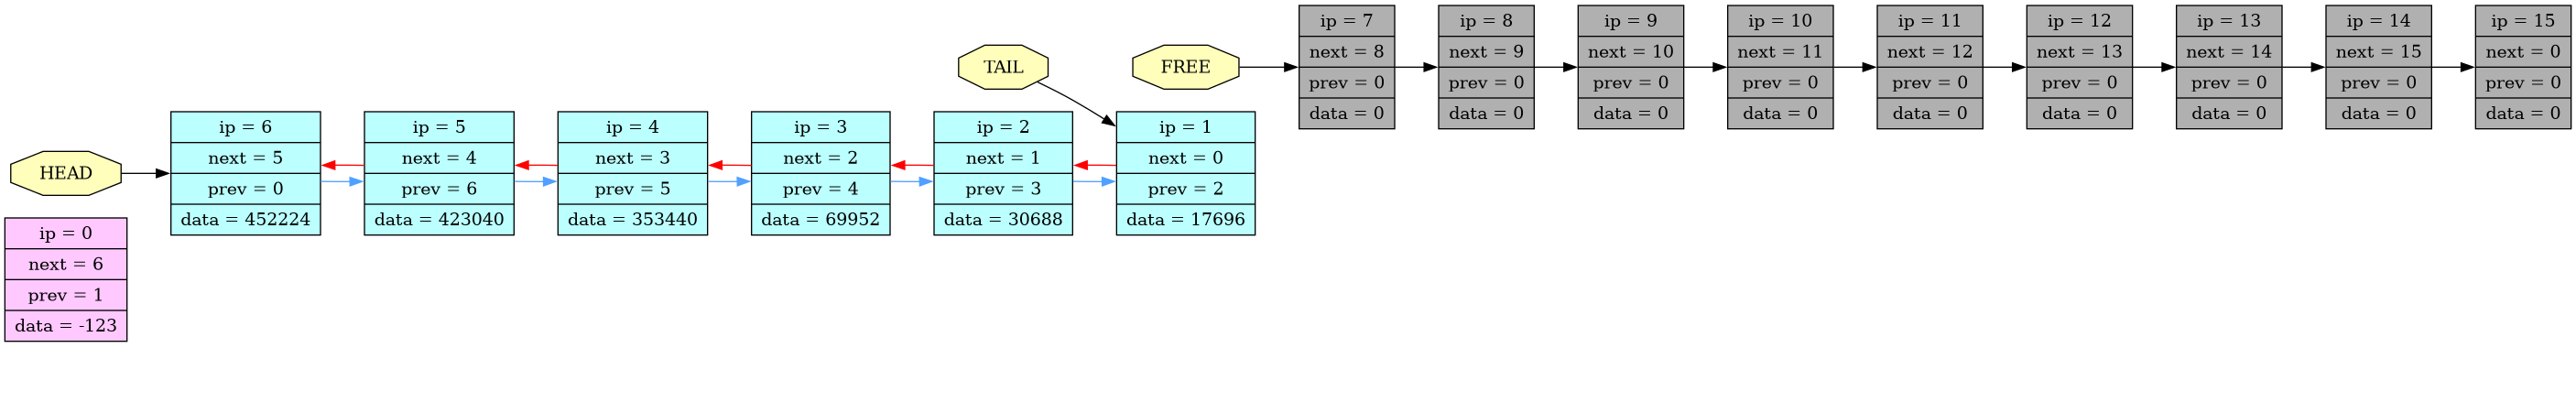 HEAD
ip = 0
next = 6
prev = 1
data = -123
ip = 6
next = 5
prev = 0
data = 452224
ip = 5
next = 4
prev = 6
data = 423040
ip = 4
next = 3
prev = 5
data = 353440
ip = 3
next = 2
prev = 4
data = 69952
TAIL
ip = 2
next = 1
prev = 3
data = 30688
FREE
ip = 1
next = 0
prev = 2
data = 17696
ip = 7
next = 8
prev = 0
data = 0
ip = 8
next = 9
prev = 0
data = 0
ip = 9
next = 10
prev = 0
data = 0
ip = 10
next = 11
prev = 0
data = 0
ip = 11
next = 12
prev = 0
data = 0
ip = 12
next = 13
prev = 0
data = 0
ip = 13
next = 14
prev = 0
data = 0
ip = 14
next = 15
prev = 0
data = 0
ip = 15
next = 0
prev = 0
data = 0